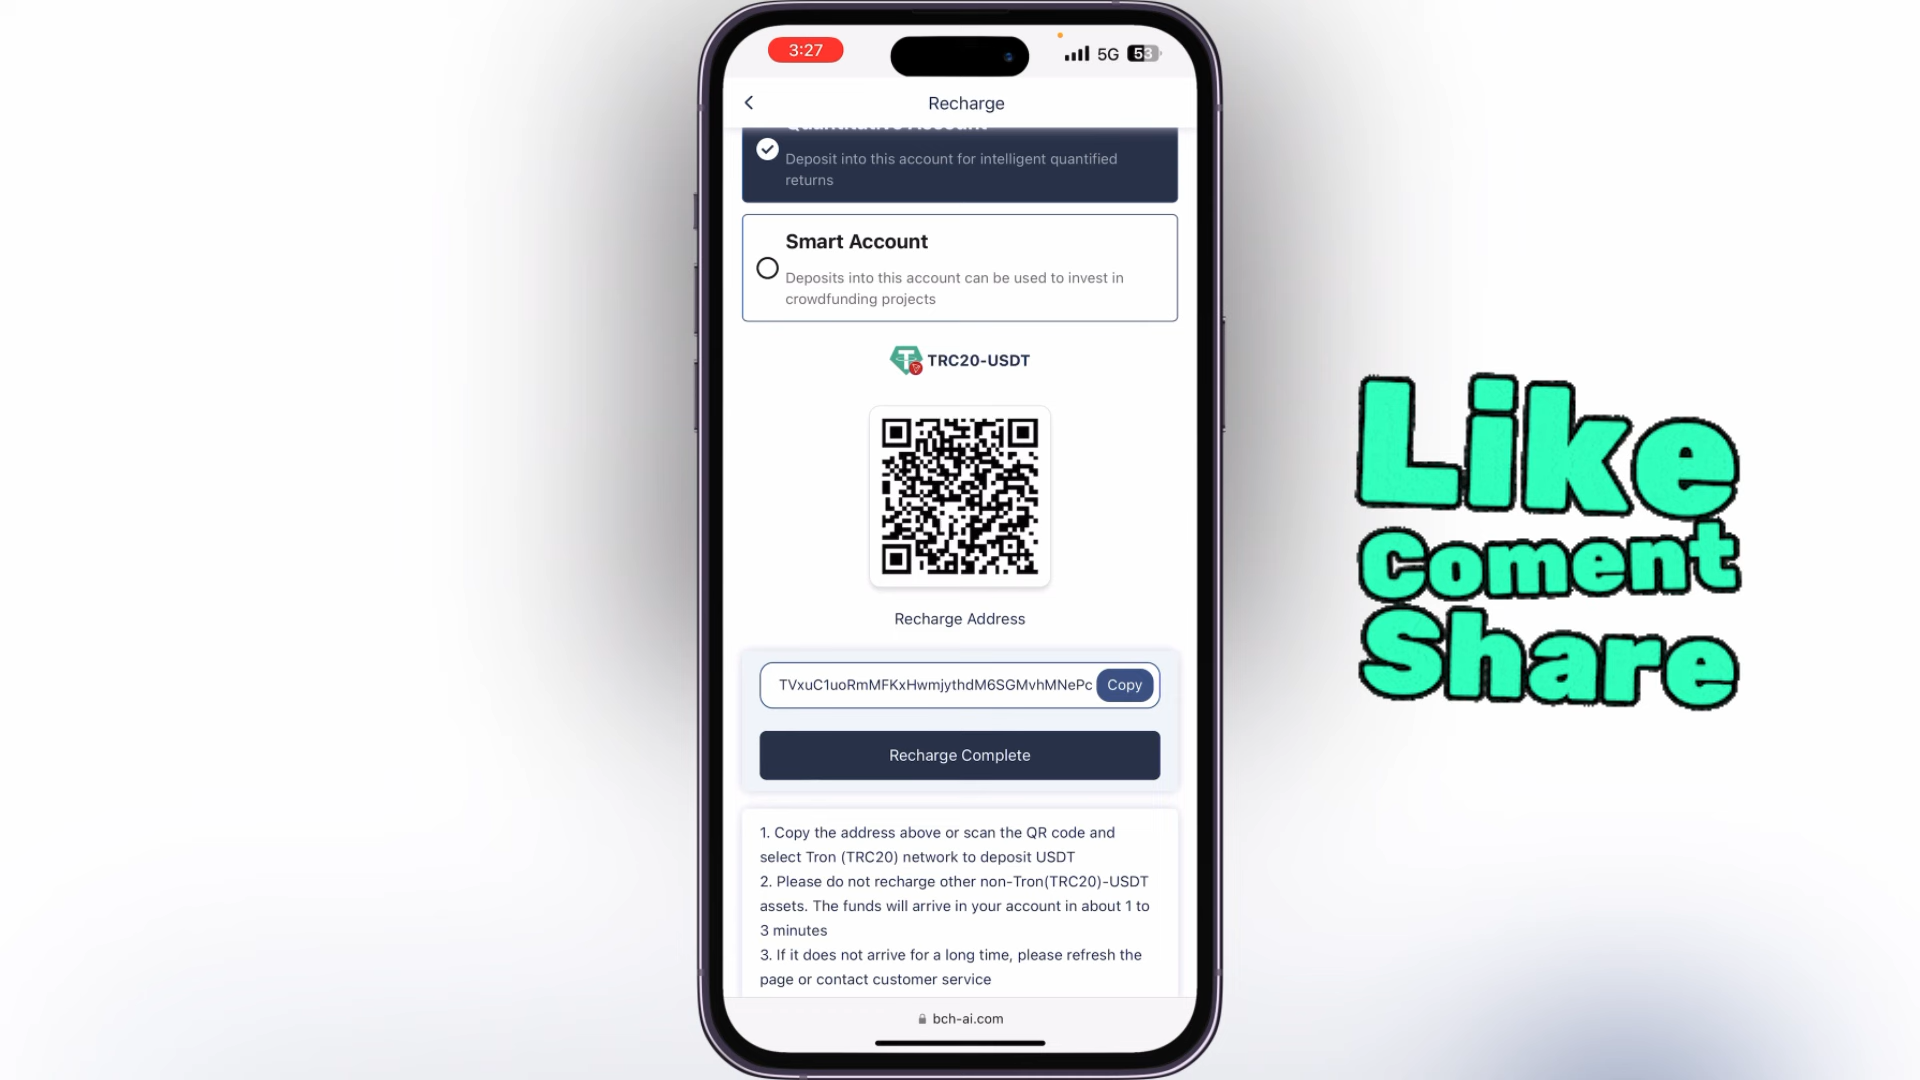 3:27
5G 53
Recharge
Deposit into this account for intelligent quantified
returns
Smart Account
Deposits into this account can be used to invest in
crowdfunding projects
TRC20-USDT
Recharge Address
TVxuC1uoRmMFKxHwmjythdM6SGMvhMNePc
Copy
Recharge Complete
1. Copy the address above or scan the QR code and
select Tron (TRC20) network to deposit USDT
2. Please do not recharge other non-Tron(TRC20)-USDT
assets. The funds will arrive in your account in about 1 to
3 minutes
3. If it does not arrive for a long time, please refresh the
page or contact customer service
bch-ai.com
Like
Coment
Share